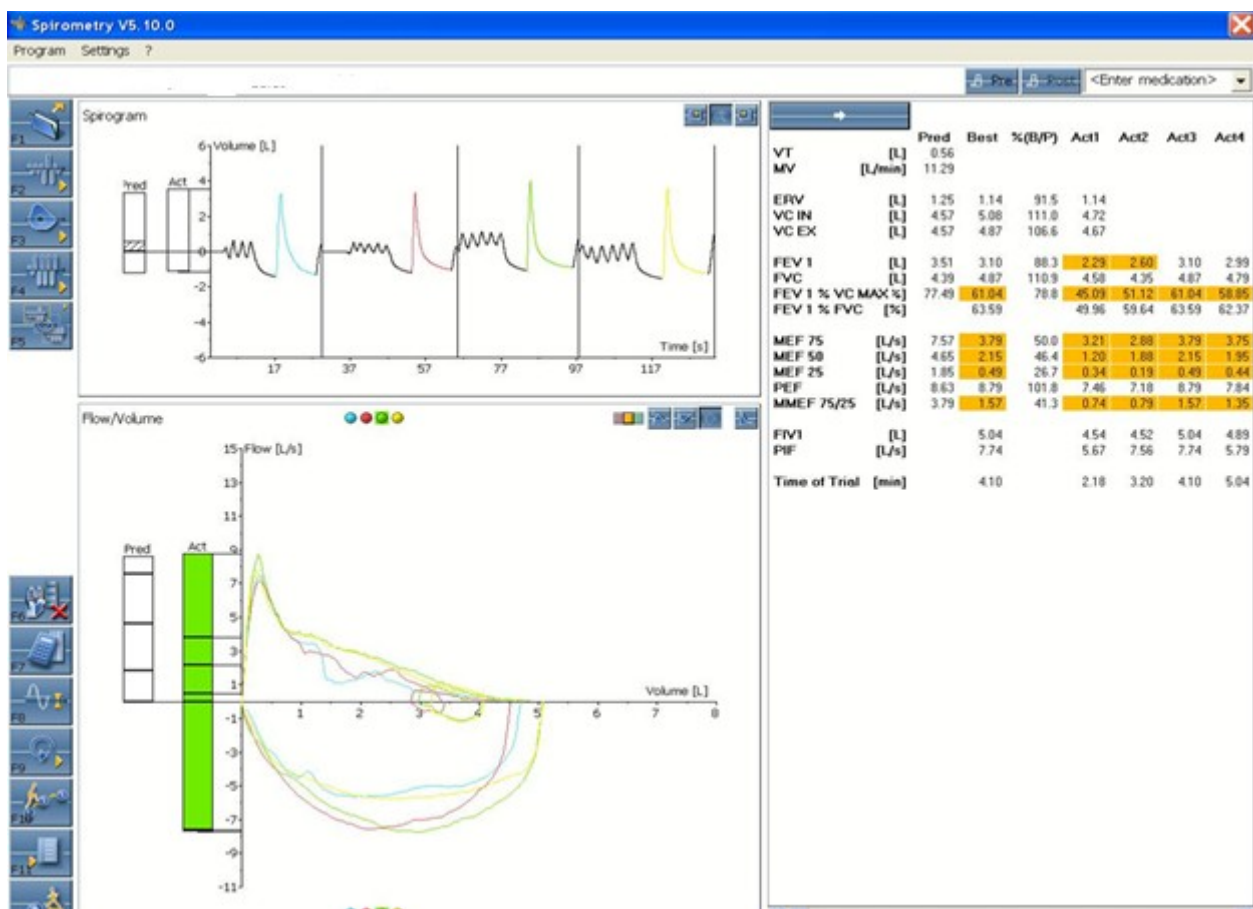 Spirometry V5.10.0
Program Settings ?
Pre Post <Enter medication>
F1
F2
F3
F4
F5
F6
F7
F8
F9
F10
F11
Spirogram
Volume [L]
Pred Act
6
4
2
0
-2
-4
-6
Time [s]
17 37 57 77 97 117
Flow/Volume
Flow [L/s]
Pred Act
15
13
11
9
7
5
3
1
-1
-3
-5
-7
-9
-11
Volume [L]
1 2 3 4 5 6 7 8
Pred Best %(B/P) Act1 Act2 Act3 Act4
VT [L] 0.56
MV [L/min] 11.29
ERV [L] 1.25 1.14 91.5 1.14
VC IN [L] 4.57 5.08 111.0 4.72
VC EX [L] 4.57 4.87 106.6 4.67
FEV 1 [L] 3.51 3.10 88.3 2.29 2.60 3.10 2.99
FVC [L] 4.39 4.87 110.9 4.58 4.35 4.87 4.79
FEV 1 % VC MAX %] 77.49 61.04 78.8 45.09 51.12 61.04 58.85
FEV 1 % FVC [%] 63.59 49.96 59.64 63.59 62.37
MEF 75 [L/s] 7.57 3.79 50.0 3.21 2.88 3.79 3.75
MEF 50 [L/s] 4.65 2.15 46.4 1.20 1.88 2.15 1.95
MEF 25 [L/s] 1.85 0.49 26.7 0.34 0.19 0.49 0.44
PEF [L/s] 8.63 8.79 101.8 7.46 7.18 8.79 7.84
MMEF 75/25 [L/s] 3.79 1.57 41.3 0.74 0.79 1.57 1.35
FIV1 [L] 5.04 4.54 4.52 5.04 4.89
PIF [L/s] 7.74 5.67 7.56 7.74 5.79
Time of Trial [min] 4.10 2.18 3.20 4.10 5.04